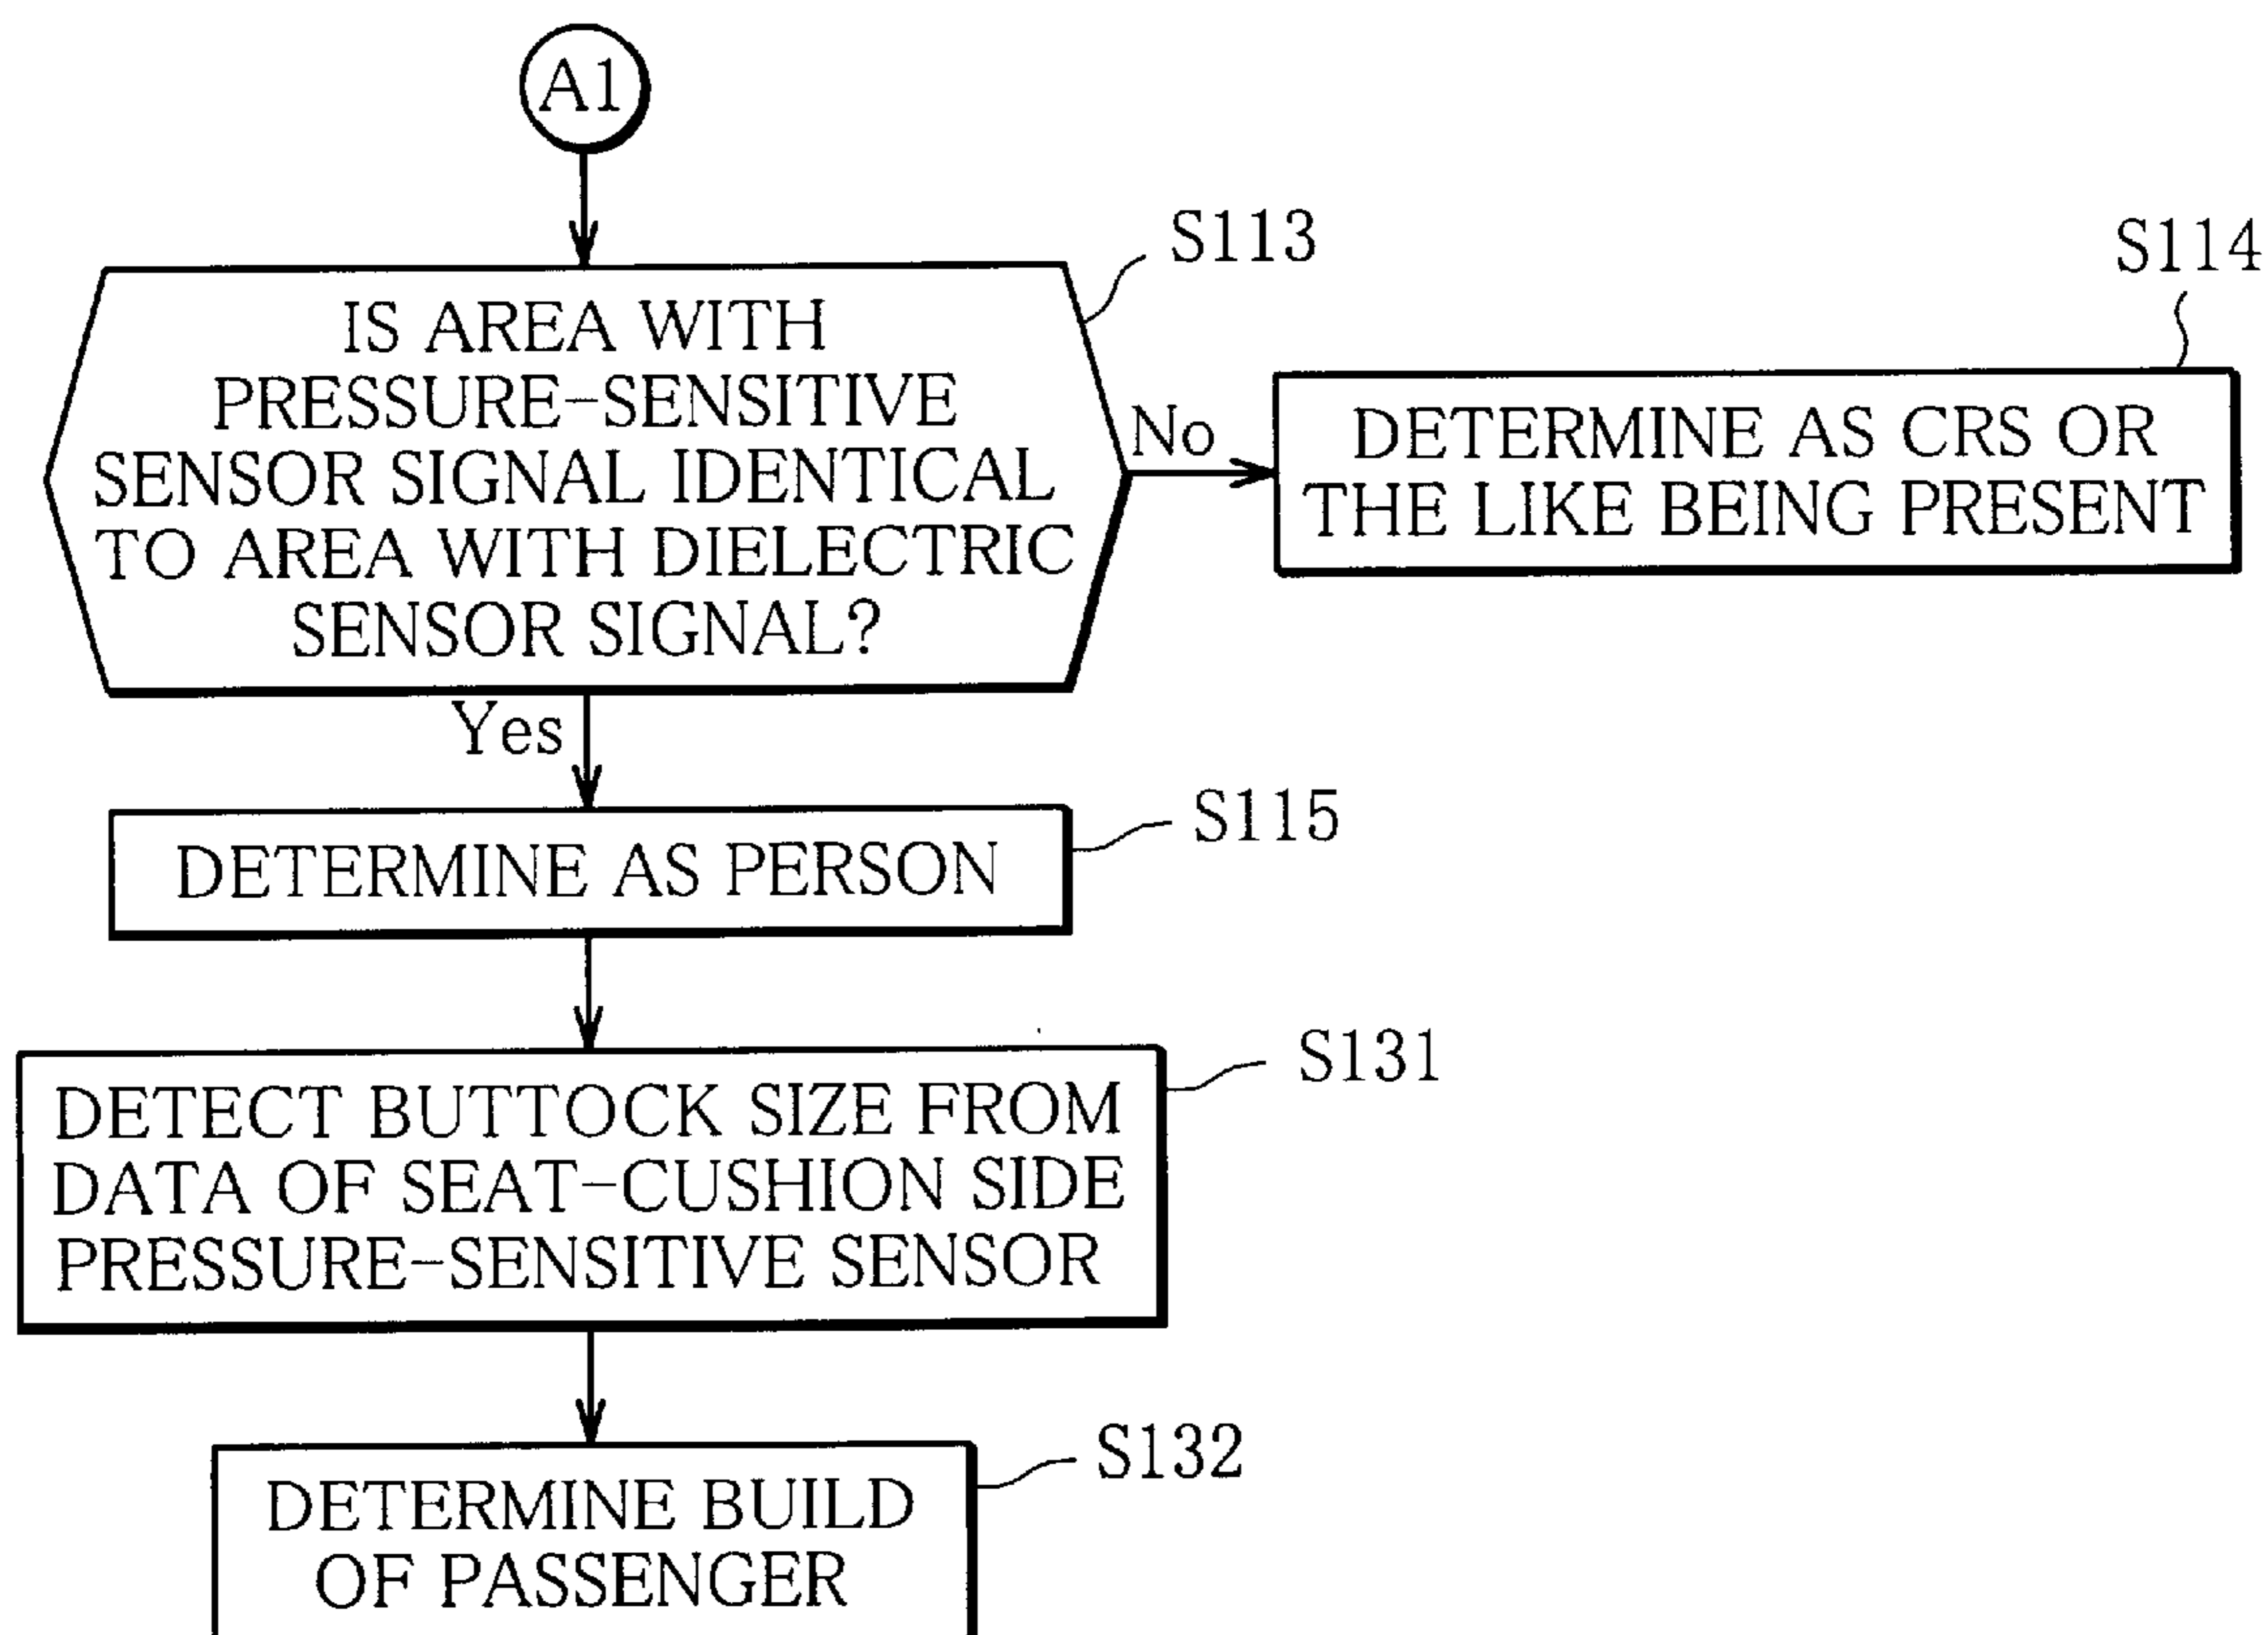 A1
S113
IS AREA WITH
PRESSURE-SENSITIVE
SENSOR SIGNAL IDENTICAL
TO AREA WITH DIELECTRIC
SENSOR SIGNAL?
No
S114
DETERMINE AS CRS OR
THE LIKE BEING PRESENT
Yes
S115
DETERMINE AS PERSON
S131
DETECT BUTTOCK SIZE FROM
DATA OF SEAT-CUSHION SIDE
PRESSURE-SENSITIVE SENSOR
S132
DETERMINE BUILD
OF PASSENGER